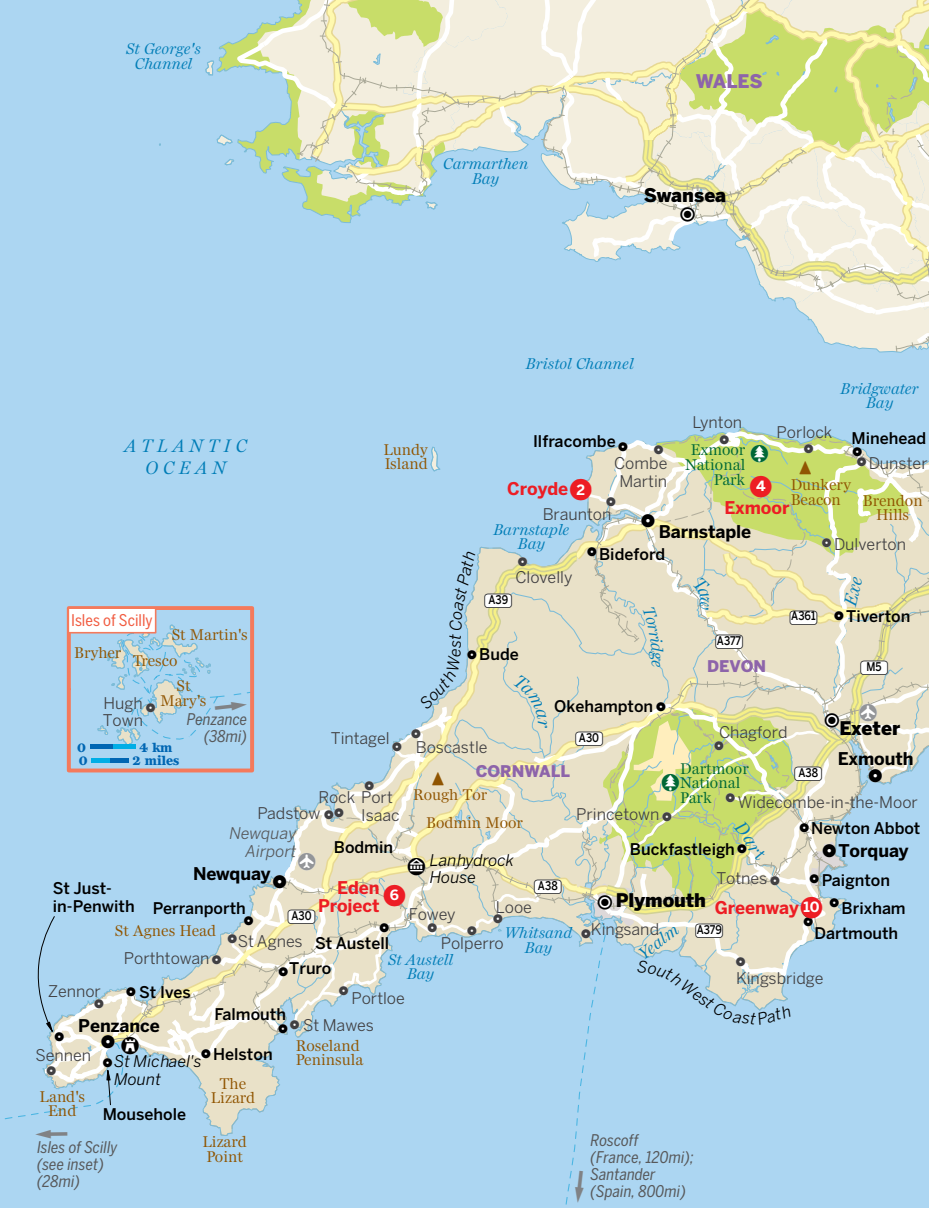 St George's
Channel
WALES
Carmarthen
Bay
Swansea
Bristol Channel
Bridgwater
Bay
ATLANTIC
OCEAN
Lundy
Island
Ilfracombe
Lynton
Porlock
Minehead
Combe
Martin
Exmoor
National
Park
Dunster
Croyde 2
4
Exmoor
Dunkery
Beacon
Brendon
Hills
Braunton
Barnstaple
Bay
Barnstaple
Bideford
Dulverton
Clovelly
South West Coast Path
A39
Taw
Torridge
Exe
A361
Tiverton
A377
Isles of Scilly
St Martin's
Bryher
Tresco
St
Mary's
Hugh
Town
Penzance
(38mi)
0 4 km
0 2 miles
Bude
DEVON
M5
Tamar
Okehampton
Tintagel
Boscastle
A30
Chagford
Exeter
Exmouth
CORNWALL
Rough Tor
Dartmoor
National
Park
A38
Rock
Port
Isaac
Padstow
Bodmin Moor
Princetown
Widecombe-in-the-Moor
Newquay
Airport
Bodmin
Dart
Newton Abbot
Lanhydrock
House
Buckfastleigh
Torquay
Newquay
Eden
Project 6
A38
Totnes
Paignton
St Just-
in-Penwith
Perranporth
A30
Fowey
Looe
Plymouth
Greenway 10
Brixham
St Agnes Head
St Agnes
St Austell
Polperro
Whitsand
Bay
Kingsand
Yealm
A379
Dartmouth
Porthtowan
Truro
St Austell
Bay
South West Coast Path
Kingsbridge
Zennor
St Ives
Portloe
Penzance
Falmouth
St Mawes
Sennen
St Michael's
Mount
Helston
Roseland
Peninsula
Land's
End
Mousehole
The
Lizard
Lizard
Point
Isles of Scilly
(see inset)
(28mi)
Roscoff
(France, 120mi);
Santander
(Spain, 800mi)